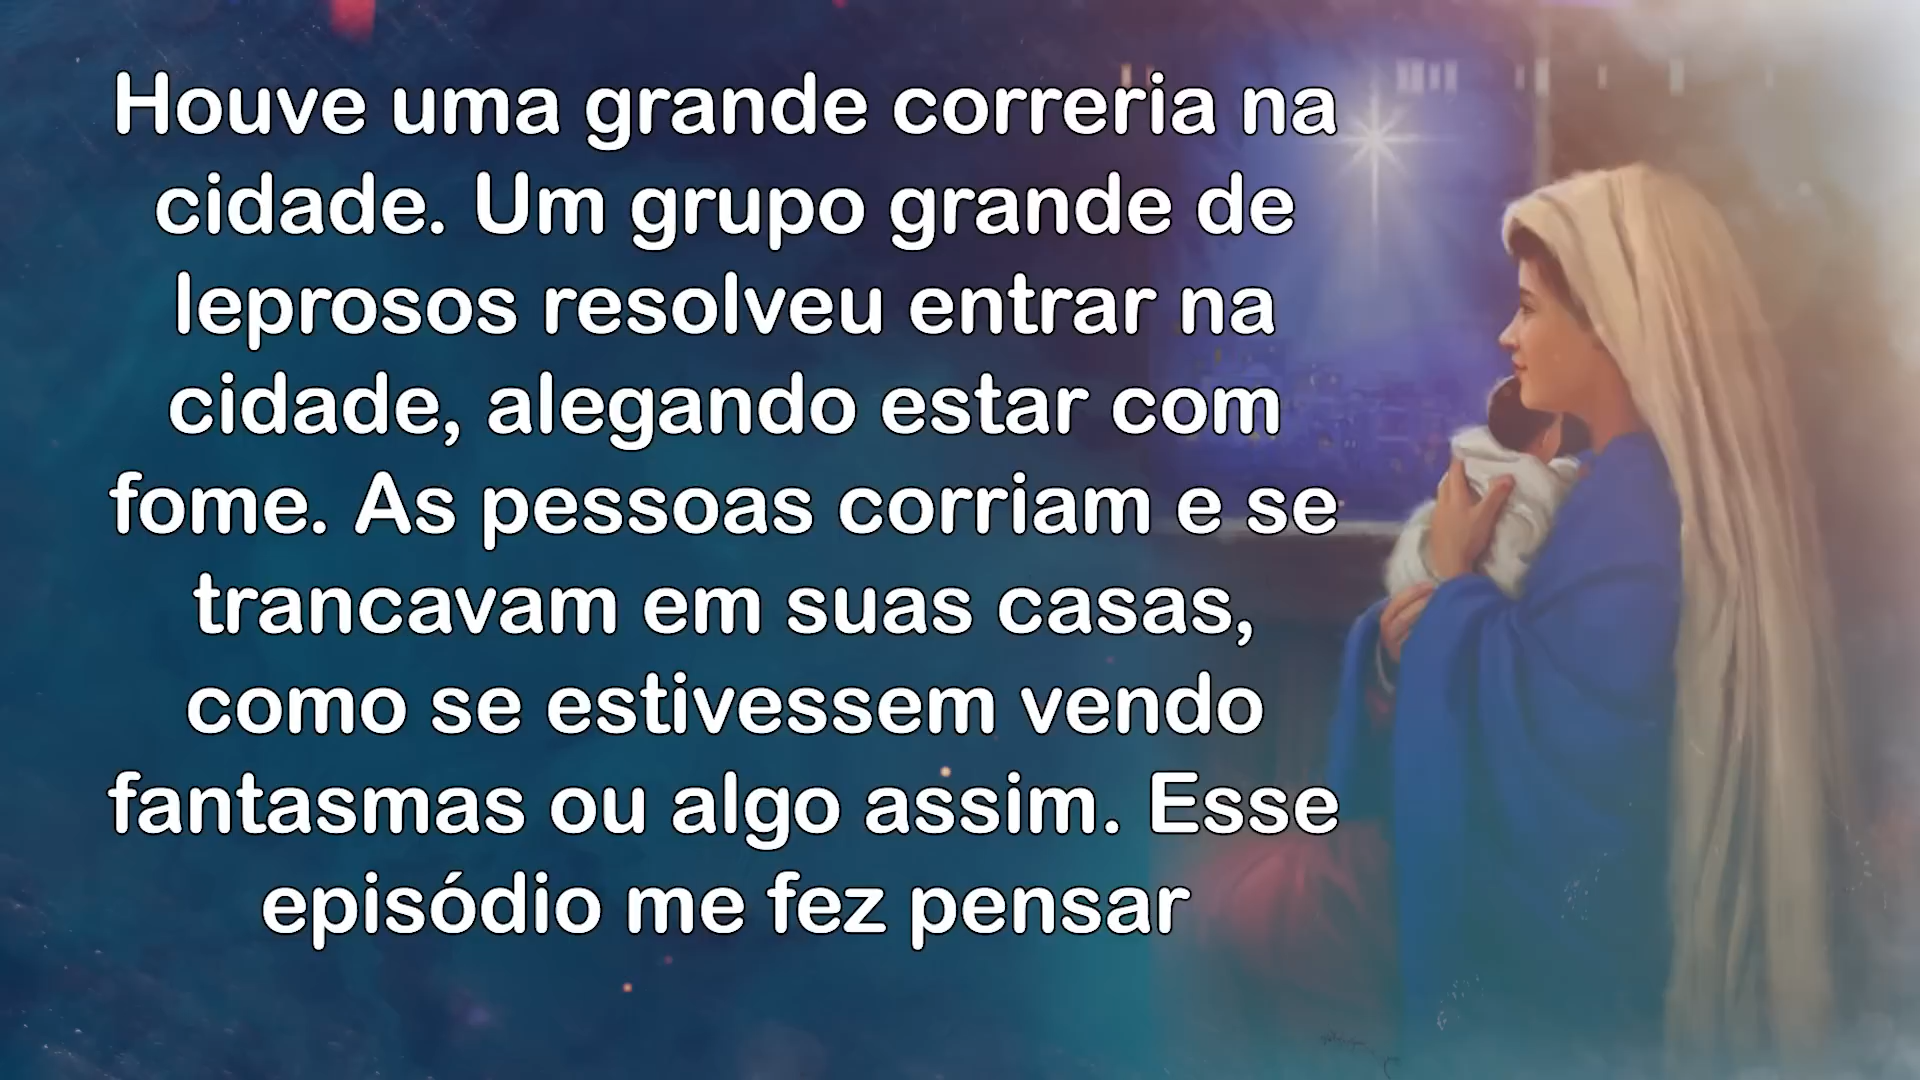 Houve uma grande correria na
cidade. Um grupo grande de
leprosos resolveu entrar na
cidade, alegando estar com
fome. As pessoas corriam e se
trancavam em suas casas,
como se estivessem vendo
fantasmas ou algo assim. Esse
episódio me fez pensar